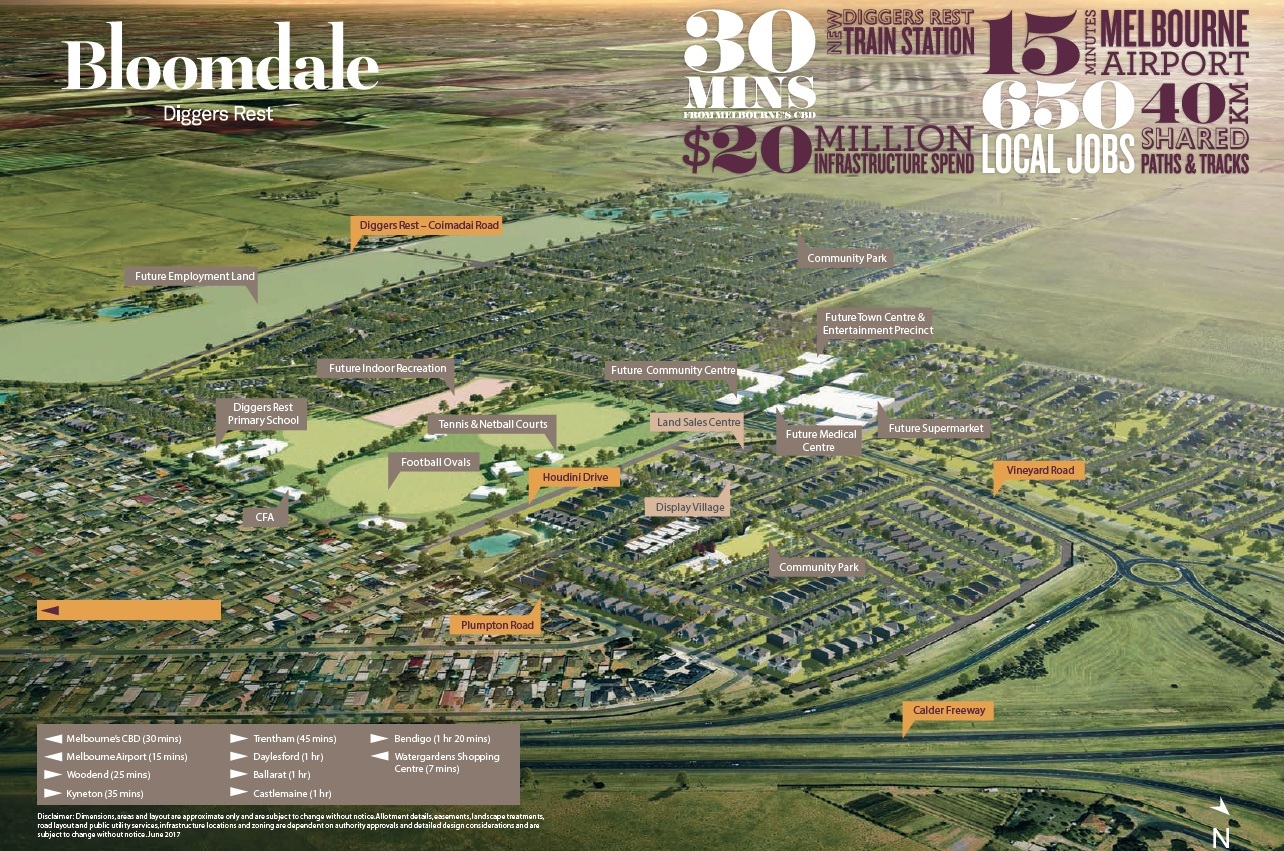 Bloomdale
Diggers Rest
30
MINS
FROM MELBOURNE'S CBD
NEW
DIGGERS REST
TRAIN STATION
TOWN
CENTRE
$20 MILLION
INFRASTRUCTURE SPEND
15
MINUTES
MELBOURNE
AIRPORT
650
LOCAL JOBS
40
KM
SHARED
PATHS & TRACKS
Diggers Rest – Coimadai Road
Community Park
Future Employment Land
Future Town Centre &
Entertainment Precinct
Future Indoor Recreation
Future Community Centre
Diggers Rest
Primary School
Tennis & Netball Courts
Land Sales Centre
Future Medical
Centre
Future Supermarket
Football Ovals
Houdini Drive
Vineyard Road
CFA
Display Village
Community Park
Plumpton Road
Calder Freeway
Melbourne's CBD (30 mins)
Melbourne Airport (15 mins)
Woodend (25 mins)
Kyneton (35 mins)
Trentham (45 mins)
Daylesford (1 hr)
Ballarat (1 hr)
Castlemaine (1 hr)
Bendigo (1 hr 20 mins)
Watergardens Shopping
Centre (7 mins)
Disclaimer: Dimensions, areas and layout are approximate only and are subject to change without notice. Allotment details, easements, landscape treatments,
road layout and public utility services, infrastructure locations and zoning are dependent on authority approvals and detailed design considerations and are
subject to change without notice. June 2017
N